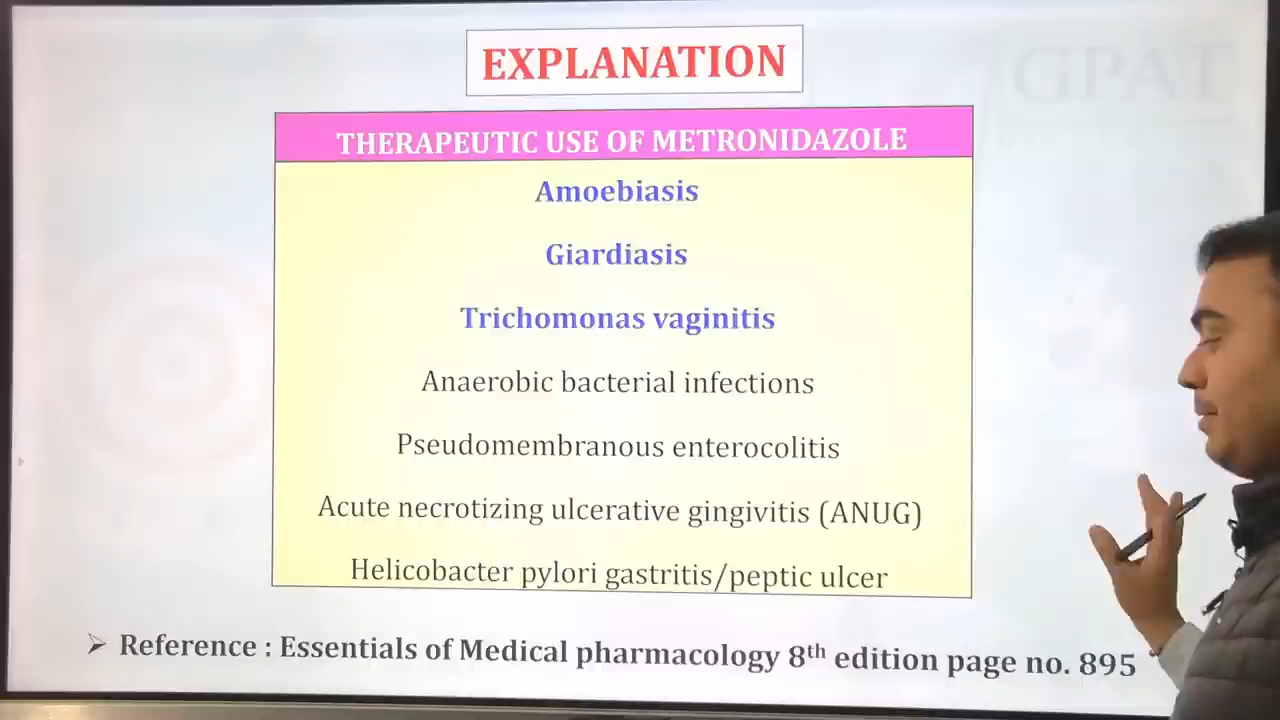 GPAT
EXPLANATION
THERAPEUTIC USE OF METRONIDAZOLE
Amoebiasis
Giardiasis
Trichomonas vaginitis
Anaerobic bacterial infections
Pseudomembranous enterocolitis
Acute necrotizing ulcerative gingivitis (ANUG)
Helicobacter pylori gastritis/peptic ulcer
➢ Reference : Essentials of Medical pharmacology 8th edition page no. 895